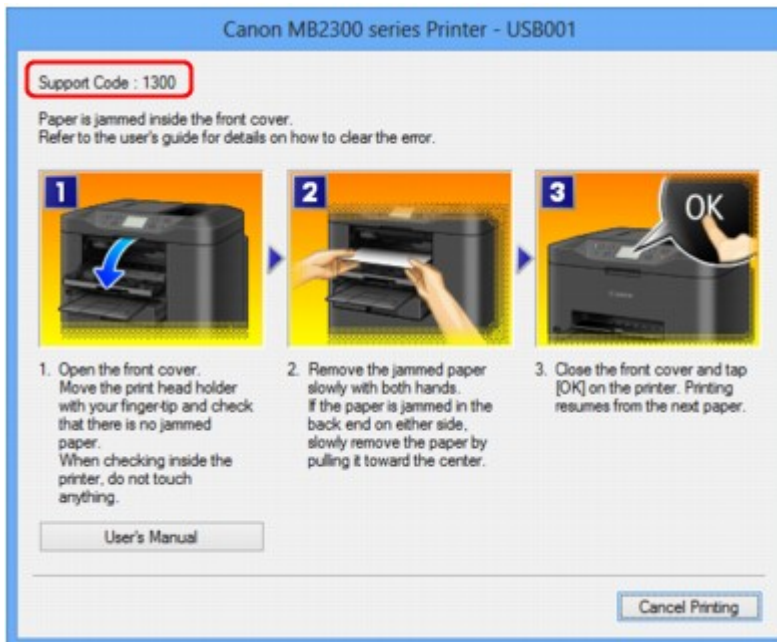 Canon MB2300 series Printer - USB001
Support Code : 1300
Paper is jammed inside the front cover.
Refer to the user's guide for details on how to clear the error.
1
2
3
OK
1. Open the front cover.
Move the print head holder
with your finger-tip and check
that there is no jammed
paper.
When checking inside the
printer, do not touch
anything.
2. Remove the jammed paper
slowly with both hands.
If the paper is jammed in the
back end on either side,
slowly remove the paper by
pulling it toward the center.
3. Close the front cover and tap
[OK] on the printer. Printing
resumes from the next paper.
User's Manual
Cancel Printing